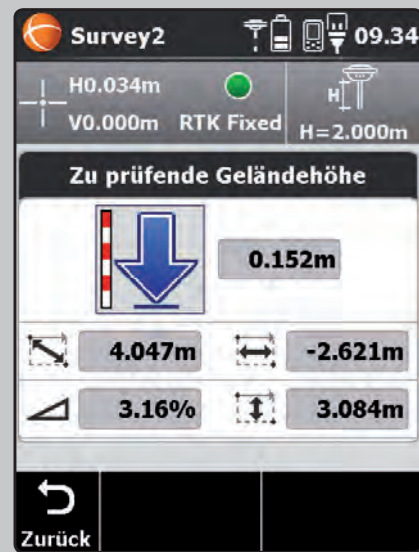 Survey2 09.34
H0.034m
V0.000m RTK Fixed H=2.000m
H
Zu prüfende Geländehöhe
0.152m
4.047m -2.621m
3.16% 3.084m
Zurück